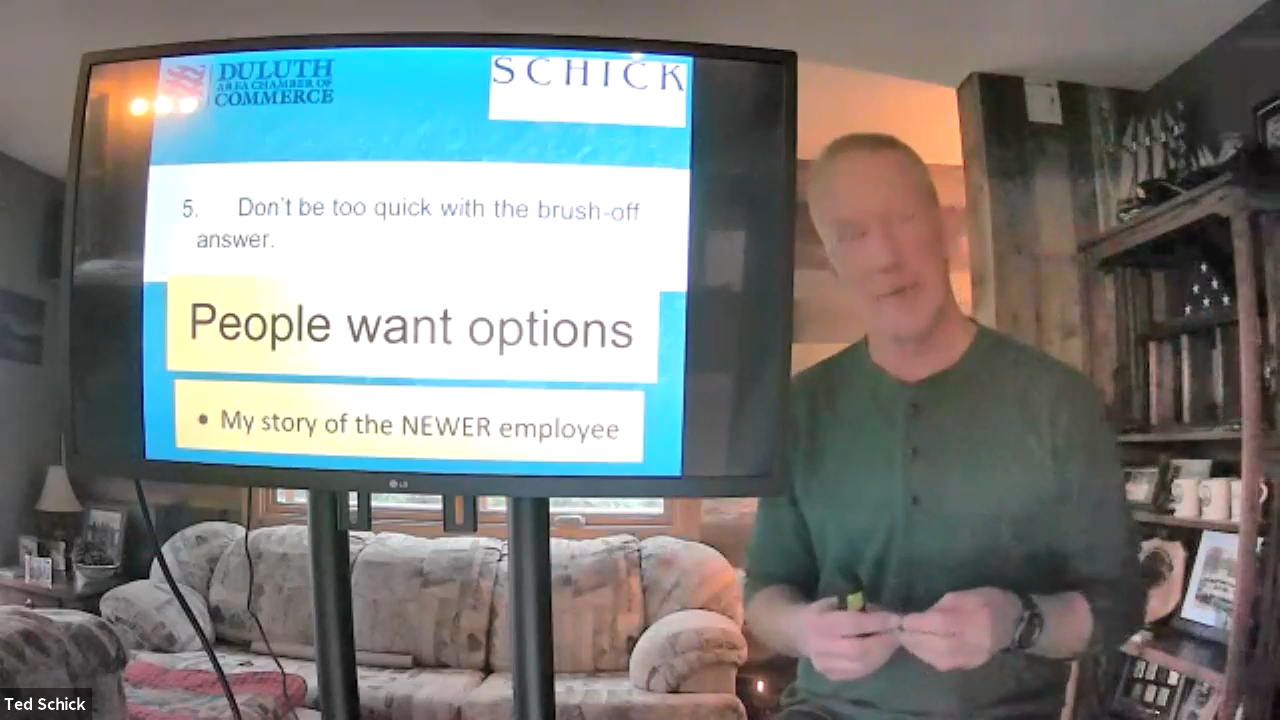 DULUTH
AREA CHAMBER OF
COMMERCE
SCHICK
5. Don't be too quick with the brush-off
answer.
People want options
• My story of the NEWER employee
LG
Ted Schick